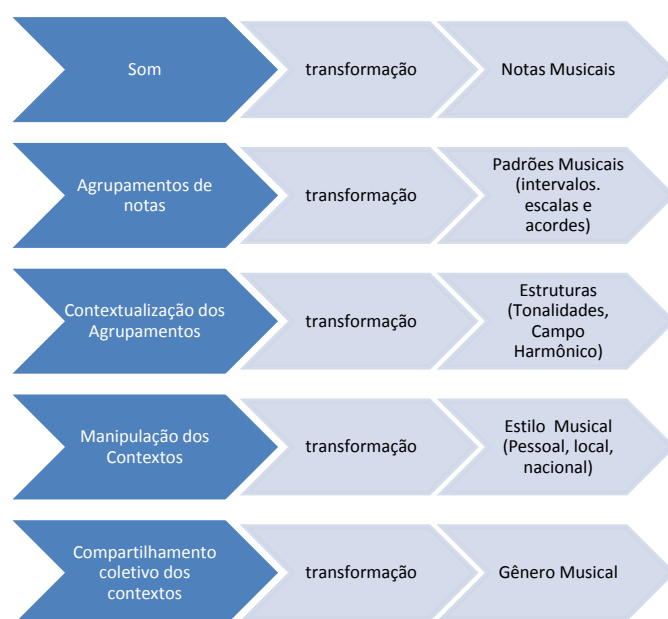 Som
transformação
Notas Musicais
Agrupamentos de
notas
transformação
Padrões Musicais
(intervalos.
escalas e
acordes)
Contextualização dos
Agrupamentos
transformação
Estruturas
(Tonalidades,
Campo
Harmônico)
Manipulação dos
Contextos
transformação
Estilo Musical
(Pessoal, local,
nacional)
Compartilhamento
coletivo dos
contextos
transformação
Gênero Musical